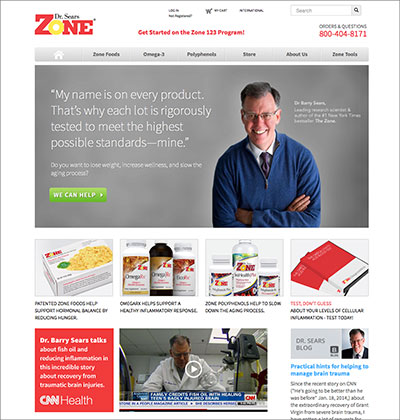 Dr. Sears
ZONE
LOG IN
Not Registered?
MY CART
INTERNATIONAL
Search
Get Started on the Zone 123 Program!
ORDERS & QUESTIONS
800-404-8171
Zone Foods
Omega-3
Polyphenols
Store
About Us
Zone Tools
“My name is on every product.
That’s why each lot is rigorously
tested to meet the highest
possible standards—mine.”
Do you want to lose weight, increase wellness, and slow the
aging process?
WE CAN HELP
Dr Barry Sears,
Leading research scientist &
author of the #1 New York Times
bestseller The Zone.
PATENTED ZONE FOODS HELP
SUPPORT HORMONAL BALANCE BY
REDUCING HUNGER.
OMEGARX HELPS SUPPORT A
HEALTHY INFLAMMATORY RESPONSE.
ZONE POLYPHENOLS HELP TO SLOW
DOWN THE AGING PROCESS.
TEST, DON'T GUESS
ABOUT YOUR LEVELS OF CELLULAR
INFLAMMATION - TEST TODAY!
Dr. Barry Sears talks
about fish oil and
reducing inflammation in
this incredible story
about recovery from
traumatic brain injuries.
CNN Health
FAMILY CREDITS FISH OIL WITH HEALING
TEEN'S BADLY INJURED BRAIN
CNN
DR. SEARS
BLOG
Practical hints for helping to
manage brain trauma
Since the recent story on CNN
(“He's going to be better than he
was before” Jan. 19, 2014,) about
the extraordinary recovery of Grant
Virgin from severe brain trauma, I